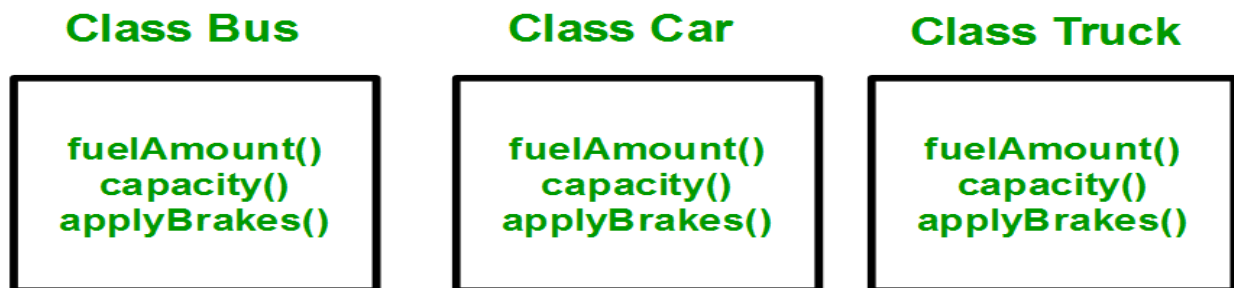 Class Bus
fuelAmount()
capacity()
applyBrakes()
Class Car
fuelAmount()
capacity()
applyBrakes()
Class Truck
fuelAmount()
capacity()
applyBrakes()